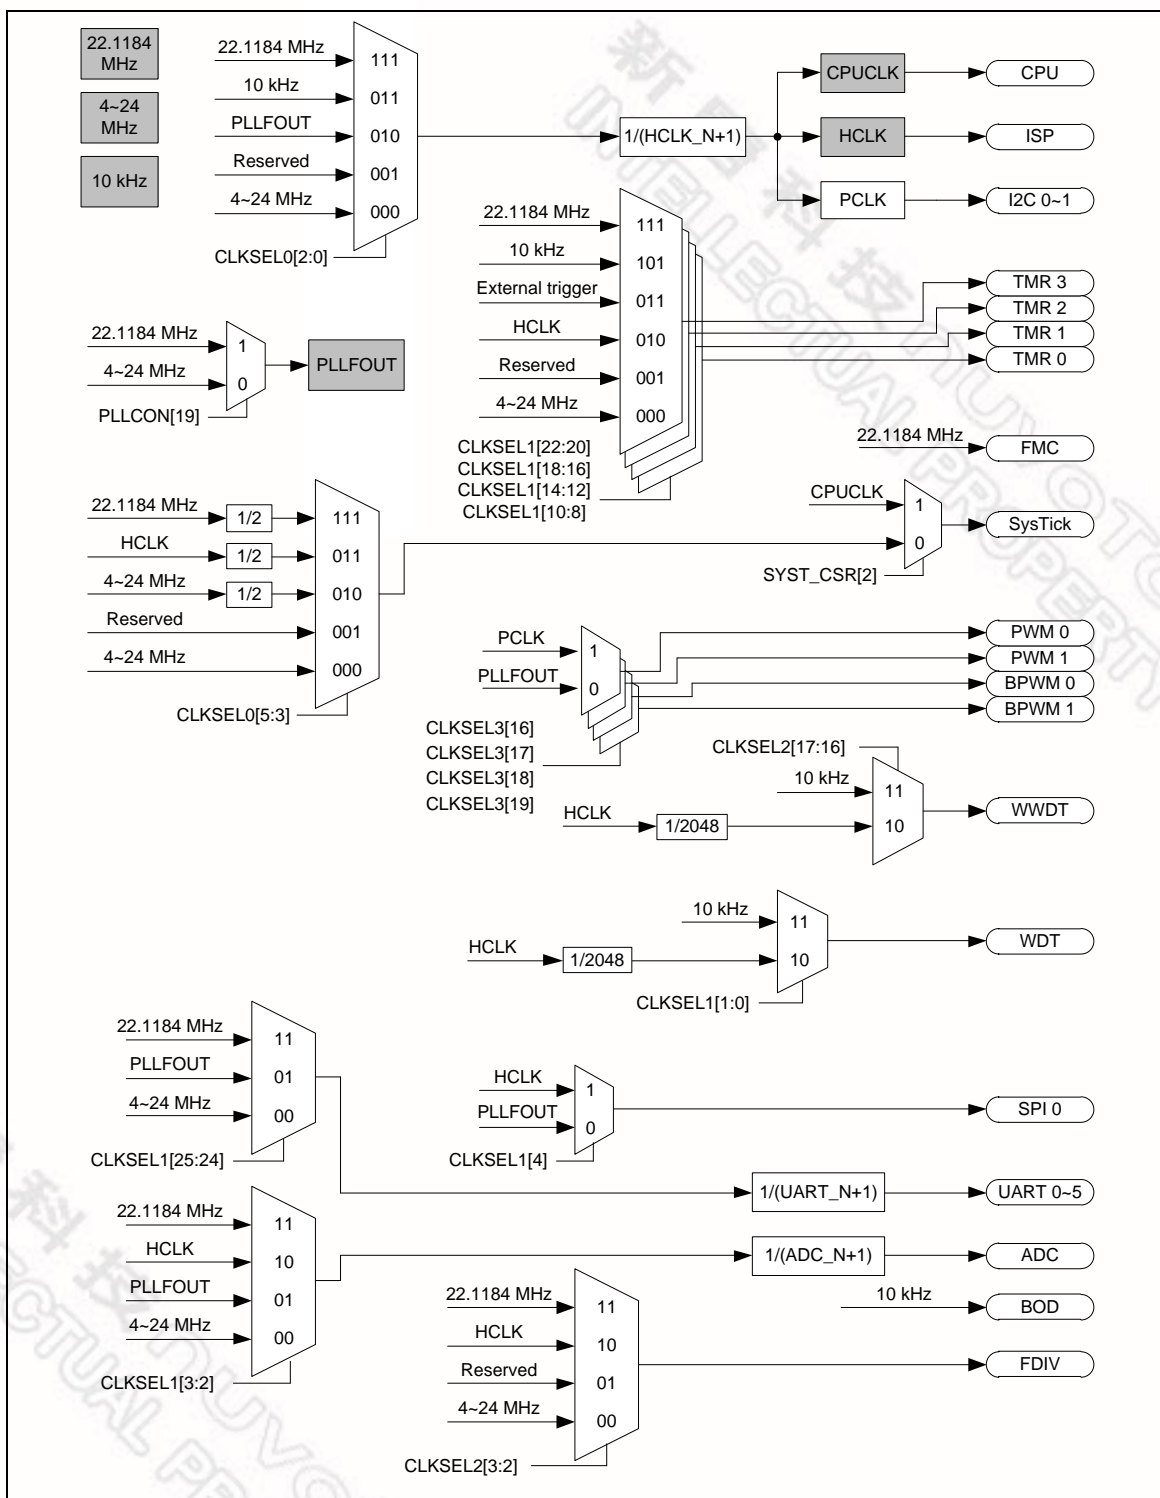 22.1184
MHz
4~24
MHz
10 kHz
22.1184 MHz
111
10 kHz
011
PLLFOUT
010
Reserved
001
4~24 MHz
000
CLKSEL0[2:0]
1/(HCLK_N+1)
CPUCLK
CPU
HCLK
ISP
PCLK
I2C 0~1
22.1184 MHz
111
10 kHz
101
External trigger
011
HCLK
010
Reserved
001
4~24 MHz
000
CLKSEL1[22:20]
CLKSEL1[18:16]
CLKSEL1[14:12]
CLKSEL1[10:8]
TMR 3
TMR 2
TMR 1
TMR 0
22.1184 MHz
1
4~24 MHz
0
PLLCON[19]
PLLFOUT
22.1184 MHz
FMC
22.1184 MHz
1/2
111
HCLK
1/2
011
4~24 MHz
1/2
010
Reserved
001
4~24 MHz
000
CLKSEL0[5:3]
CPUCLK
1
0
SYST_CSR[2]
SysTick
PCLK
1
PLLFOUT
0
CLKSEL3[16]
CLKSEL3[17]
CLKSEL3[18]
CLKSEL3[19]
PWM 0
PWM 1
BPWM 0
BPWM 1
CLKSEL2[17:16]
10 kHz
11
HCLK
1/2048
10
WWDT
10 kHz
11
HCLK
1/2048
10
CLKSEL1[1:0]
WDT
22.1184 MHz
11
PLLFOUT
01
4~24 MHz
00
CLKSEL1[25:24]
HCLK
1
PLLFOUT
0
CLKSEL1[4]
SPI 0
1/(UART_N+1)
UART 0~5
22.1184 MHz
11
HCLK
10
PLLFOUT
01
4~24 MHz
00
CLKSEL1[3:2]
1/(ADC_N+1)
ADC
10 kHz
BOD
22.1184 MHz
11
HCLK
10
Reserved
01
4~24 MHz
00
CLKSEL2[3:2]
FDIV
新唐科技 nuvoTo
INTELLECTUAL PROPERTY
科技 nuvo
CTUAL PROP